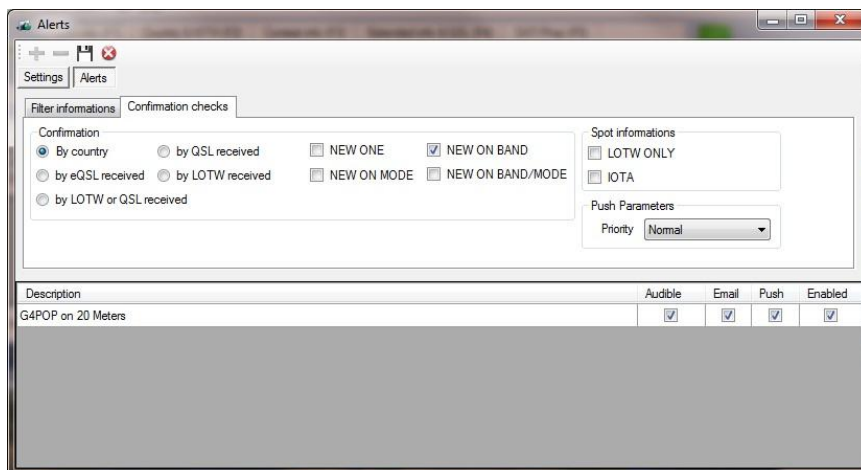 Alerts
Settings Alerts
Filter informations Confirmation checks
Confirmation
By country by QSL received NEW ONE NEW ON BAND
by eQSL received by LOTW received NEW ON MODE NEW ON BAND/MODE
by LOTW or QSL received
Spot informations
LOTW ONLY
IOTA
Push Parameters
Priority Normal
Description Audible Email Push Enabled
G4POP on 20 Meters